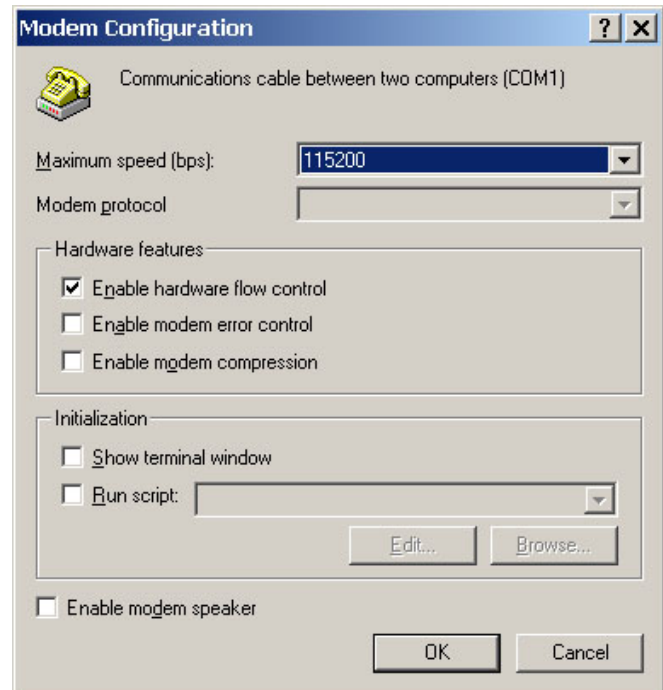 Modem Configuration
Communications cable between two computers (COM1)
Maximum speed (bps): 115200
Modem protocol
Hardware features
Enable hardware flow control
Enable modem error control
Enable modem compression
Initialization
Show terminal window
Run script:
Edit... Browse...
Enable modem speaker
OK Cancel